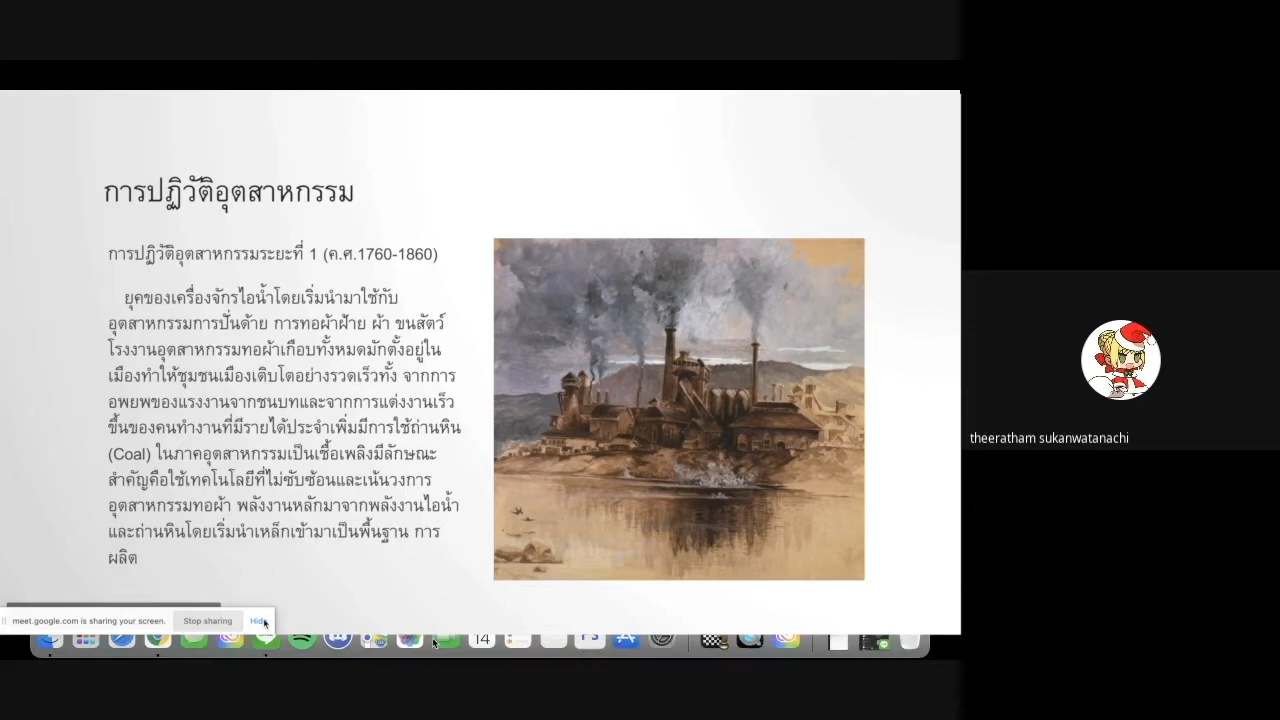 การปฏิวัติอุตสาหกรรม
การปฏิวัติอุตสาหกรรมระยะที่ 1 (ค.ศ.1760-1860)
ยุคของเครื่องจักรไอน้ำโดยเริ่มนำมาใช้กับ
อุตสาหกรรมการปั่นด้าย การทอผ้าฝ้าย ผ้า ขนสัตว์
โรงงานอุตสาหกรรมทอผ้าเกือบทั้งหมดมักตั้งอยู่ใน
เมืองทำให้ชุมชนเมืองเติบโตอย่างรวดเร็วทั้ง จากการ
อพยพของแรงงานจากชนบทและจากการแต่งงานเร็ว
ขึ้นของคนทำงานที่มีรายได้ประจำเพิ่มมีการใช้ถ่านหิน
(Coal) ในภาคอุตสาหกรรมเป็นเชื้อเพลิงมีลักษณะ
สำคัญคือใช้เทคโนโลยีที่ไม่ซับซ้อนและเน้นวงการ
อุตสาหกรรมทอผ้า พลังงานหลักมาจากพลังงานไอน้ำ
และถ่านหินโดยเริ่มนำเหล็กเข้ามาเป็นพื้นฐาน การ
ผลิต
theeratham sukanwatanachi
meet.google.com is sharing your screen. Stop sharing Hide
14